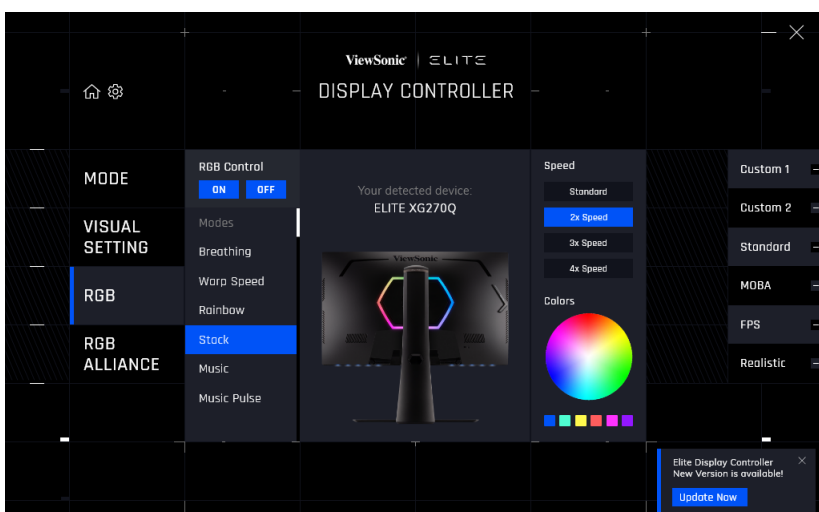 ViewSonic ELITE
DISPLAY CONTROLLER
MODE
VISUAL
SETTING
RGB
RGB
ALLIANCE
RGB Control
ON OFF
Modes
Breathing
Warp Speed
Rainbow
Stack
Music
Music Pulse
Your detected device:
ELITE XG270Q
ViewSonic
Speed
Standard
2x Speed
3x Speed
4x Speed
Colors
Custom 1
Custom 2
Standard
MOBA
FPS
Realistic
Elite Display Controller
New Version is available!
Update Now